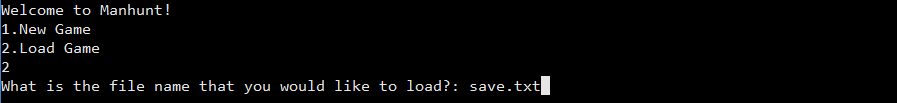 Welcome to Manhunt!
1.New Game
2.Load Game
2
What is the file name that you would like to load?: save.txt